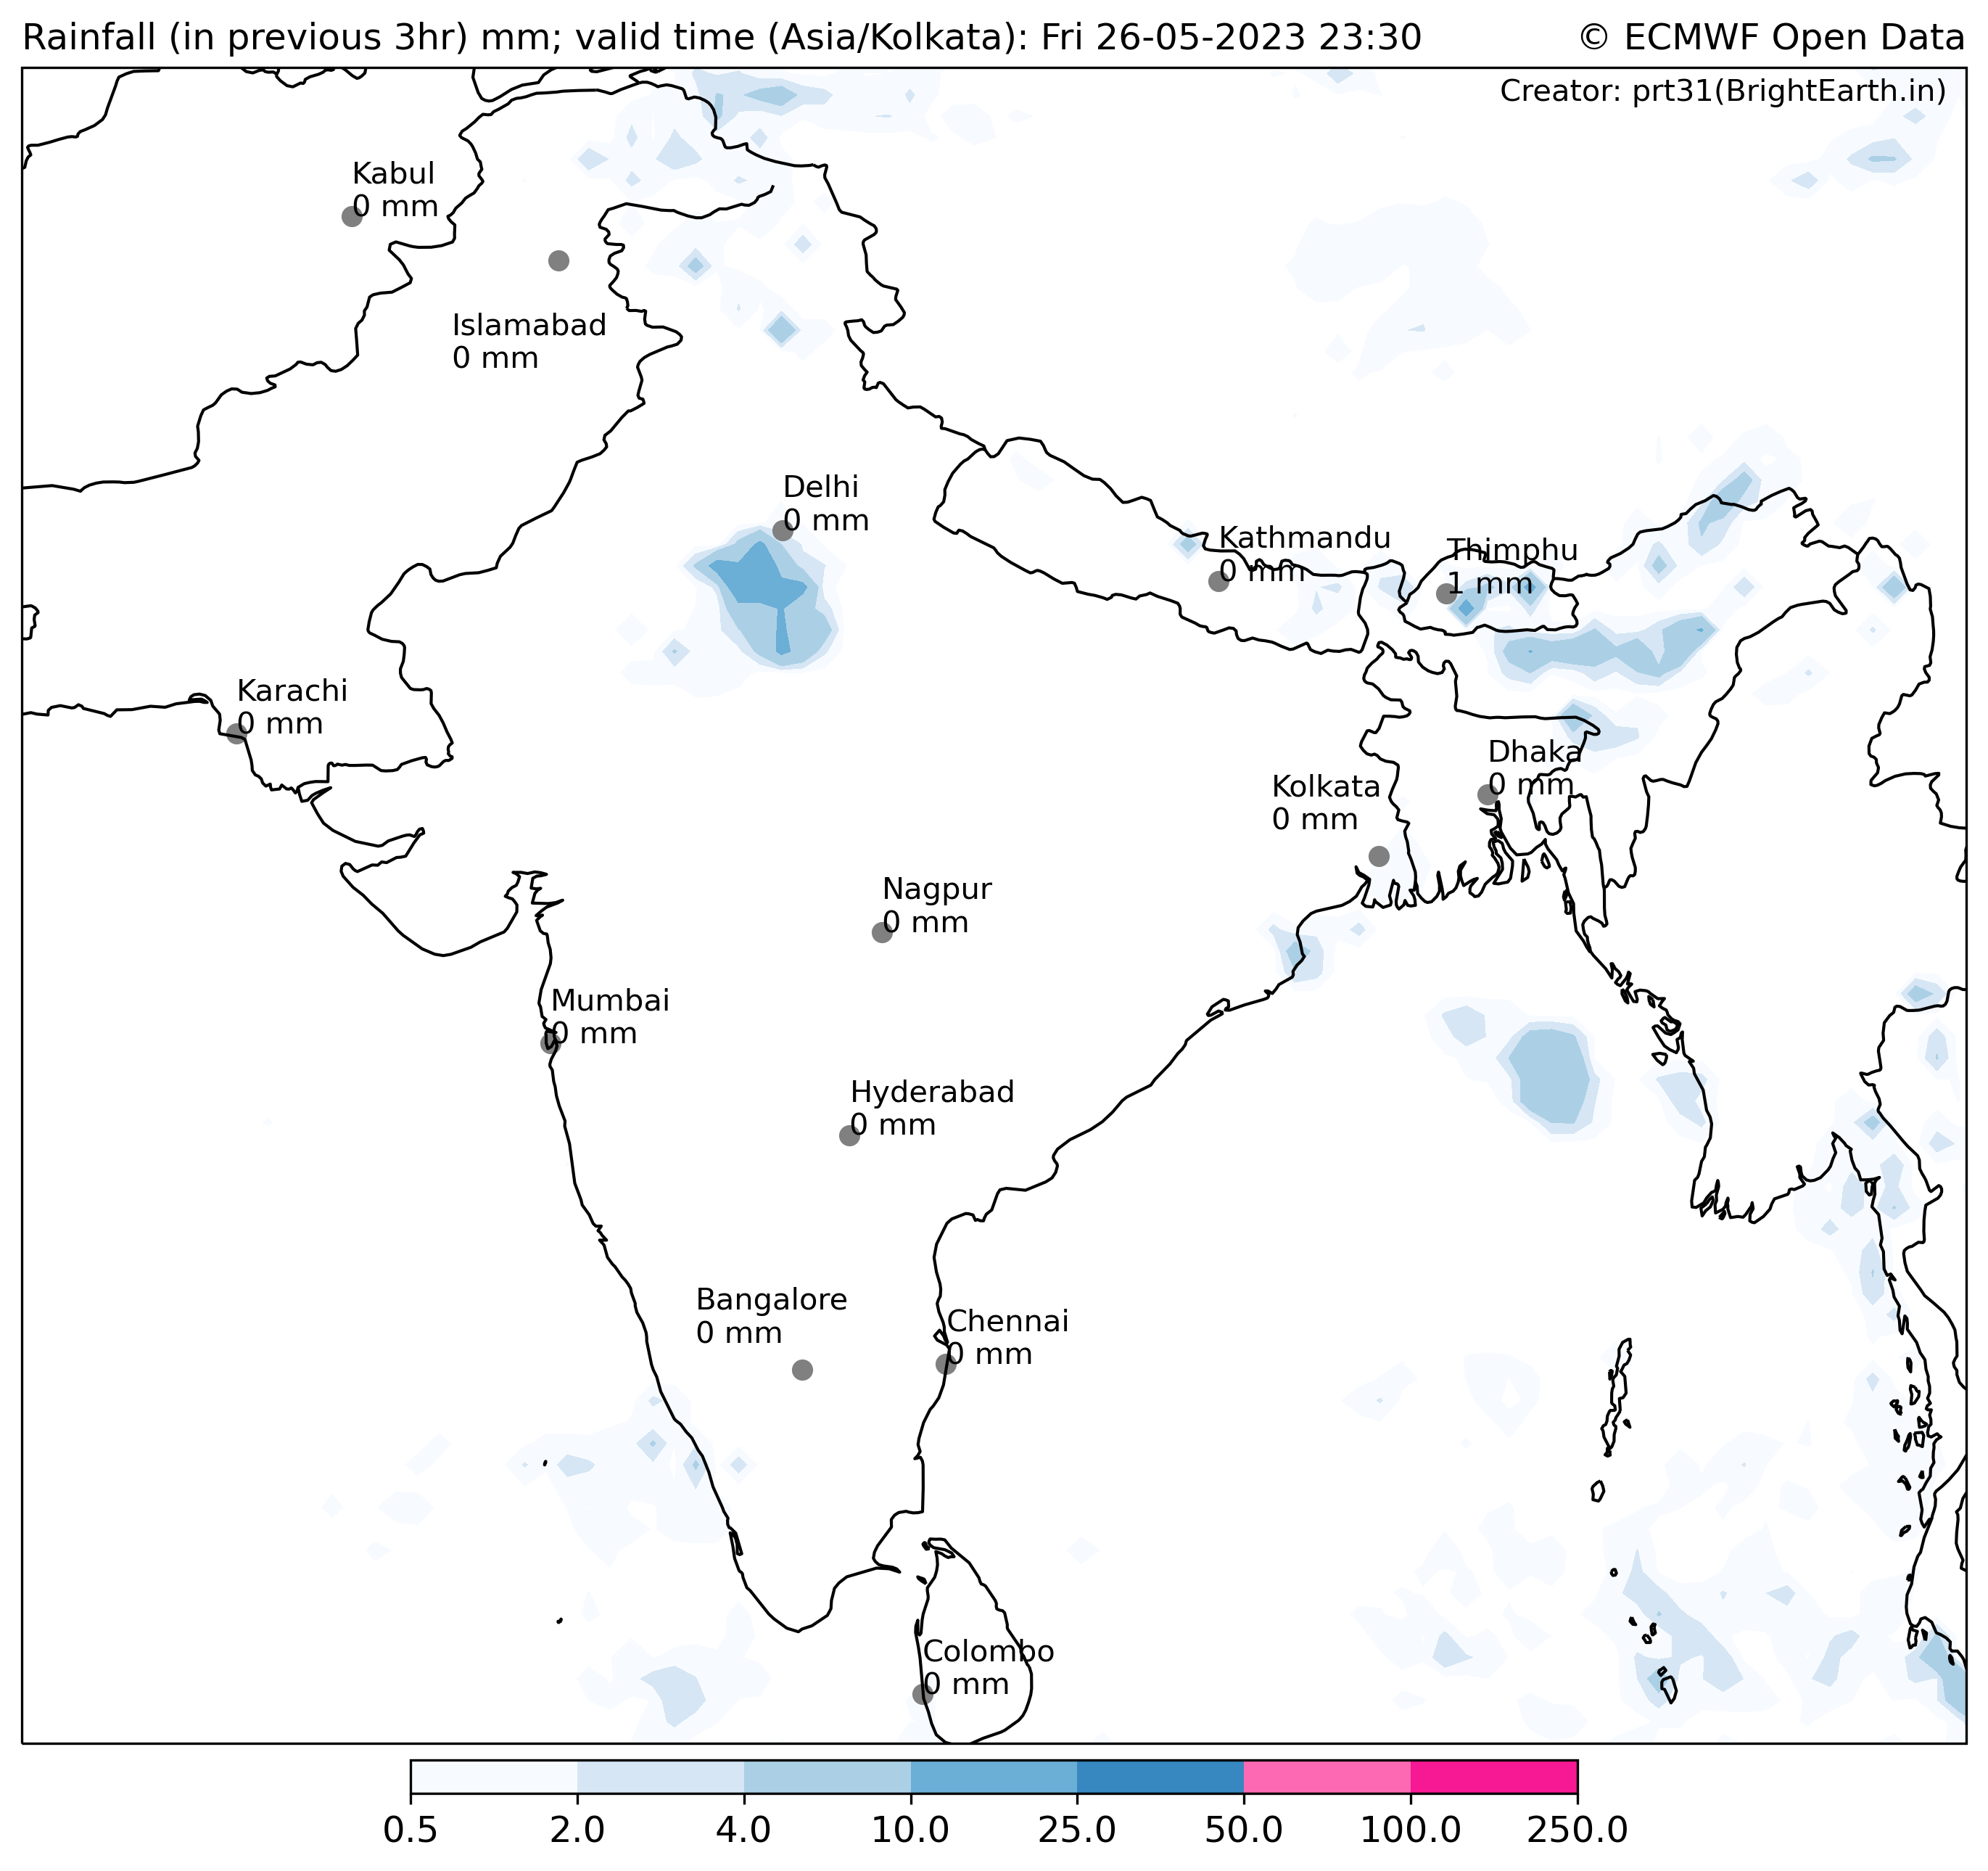 Rainfall (in previous 3hr) mm; valid time (Asia/Kolkata): Fri 26-05-2023 23:30
© ECMWF Open Data
Creator: prt31(BrightEarth.in)
Kabul
0 mm
Islamabad
0 mm
Delhi
0 mm
Kathmandu
0 mm
Thimphu
1 mm
Karachi
0 mm
Dhaka
0 mm
Kolkata
0 mm
Nagpur
0 mm
Mumbai
0 mm
Hyderabad
0 mm
Bangalore
0 mm
Chennai
0 mm
Colombo
0 mm
0.5 2.0 4.0 10.0 25.0 50.0 100.0 250.0